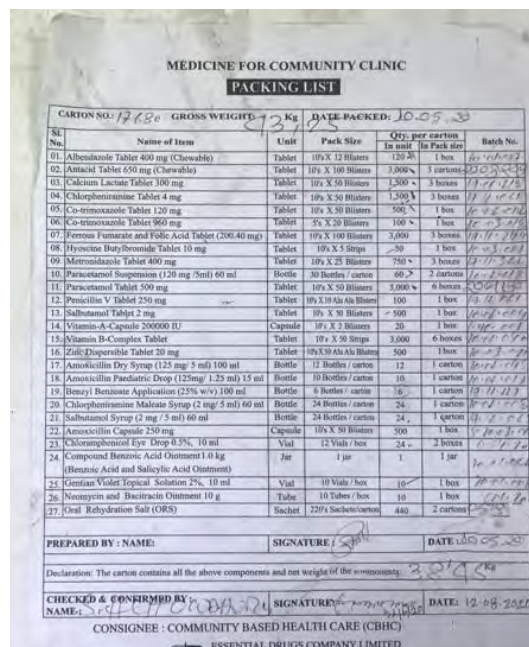 MEDICINE FOR COMMUNITY CLINIC
PACKING LIST
CARTON NO.: 17680 GROSS WEIGHT: Kg DATE PACKED: 10.05.20
Sl. No. Name of Item Unit Pack Size Qty. per carton In unit In Pack size Batch No.
01. Albendazole Tablet 400 mg (Chewable) Tablet 10's X 12 Blisters 120 1 box
02. Antacid Tablet 650 mg (Chewable) Tablet 10's X 100 Blisters 3,000 3 cartons
03. Calcium Lactate Tablet 300 mg Tablet 10's X 50 Blisters 1,500 3 boxes
04. Chlorpheniramine Tablet 4 mg Tablet 10's X 50 Blisters 1,500 3 boxes
05. Co-trimoxazole Tablet 120 mg Tablet 10's X 50 Blisters 500 1 box
06. Co-trimoxazole Tablet 960 mg Tablet 5's X 20 Blisters 100 1 box
07. Ferrous Fumarate and Folic Acid Tablet (200.40 mg) Tablet 10's X 100 Blisters 3,000 3 boxes
08. Hyoscine Butylbromide Tablet 10 mg Tablet 10's X 5 Strips 50 1 box
09. Metronidazole Tablet 400 mg Tablet 10's X 25 Blisters 750 3 boxes
10. Paracetamol Suspension (120 mg /5ml) 60 ml Bottle 30 Bottles / carton 60 2 cartons
11. Paracetamol Tablet 500 mg Tablet 10's X 50 Blisters 3,000 6 boxes
12. Penicillin V Tablet 250 mg Tablet 10's X10 Alu Alu Blisters 100 1 box
13. Salbutamol Tablet 2 mg Tablet 10's X 50 Blisters 500 1 box
14. Vitamin-A-Capsule 200000 IU Capsule 10's X 2 Blisters 20 1 box
15. Vitamin B-Complex Tablet Tablet 10's X 50 Strips 3,000 6 boxes
16. Zinc Dispersible Tablet 20 mg Tablet 10's X 50 Alu Alu Blisters 500 1 box
17. Amoxicillin Dry Syrup (125 mg/ 5 ml) 100 ml Bottle 12 Bottles / carton 12 1 carton
18. Amoxicillin Paediatric Drop (125mg/ 1.25 ml) 15 ml Bottle 10 Bottles / carton 10 1 carton
19. Benzyl Benzoate Application (25% w/v) 100 ml Bottle 6 Bottles / carton 6 1 carton
20. Chlorpheniramine Maleate Syrup (2 mg/ 5 ml) 60 ml Bottle 24 Bottles / carton 24 1 carton
21. Salbutamol Syrup (2 mg / 5 ml) 60 ml Bottle 24 Bottles / carton 24 1 carton
22. Amoxicillin Capsule 250 mg Capsule 10's X 50 Blisters 500 1 box
23. Chloramphenicol Eye Drop 0.5%, 10 ml Vial 12 Vials / box 24 2 boxes
24. Compound Benzoic Acid Ointment 1.0 kg Jar 1 jar 1 1 jar
(Benzoic Acid and Salicylic Acid Ointment)
25. Gentian Violet Topical Solution 2%, 10 ml Vial 10 Vials / box 10 1 box
26. Neomycin and Bacitracin Ointment 10 g Tube 10 Tubes / box 10 1 box
27. Oral Rehydration Salt (ORS) Sachet 220's Sachets/carton 440 2 cartons
PREPARED BY : NAME: SIGNATURE : DATE: 10.05.20
Declaration: The carton contains all the above components and net weight of the components: Kg
CHECKED & CONFIRMED BY : NAME: SIGNATURE: DATE: 12.08.2020
CONSIGNEE : COMMUNITY BASED HEALTH CARE (CBHC)
ESSENTIAL DRUGS COMPANY LIMITED